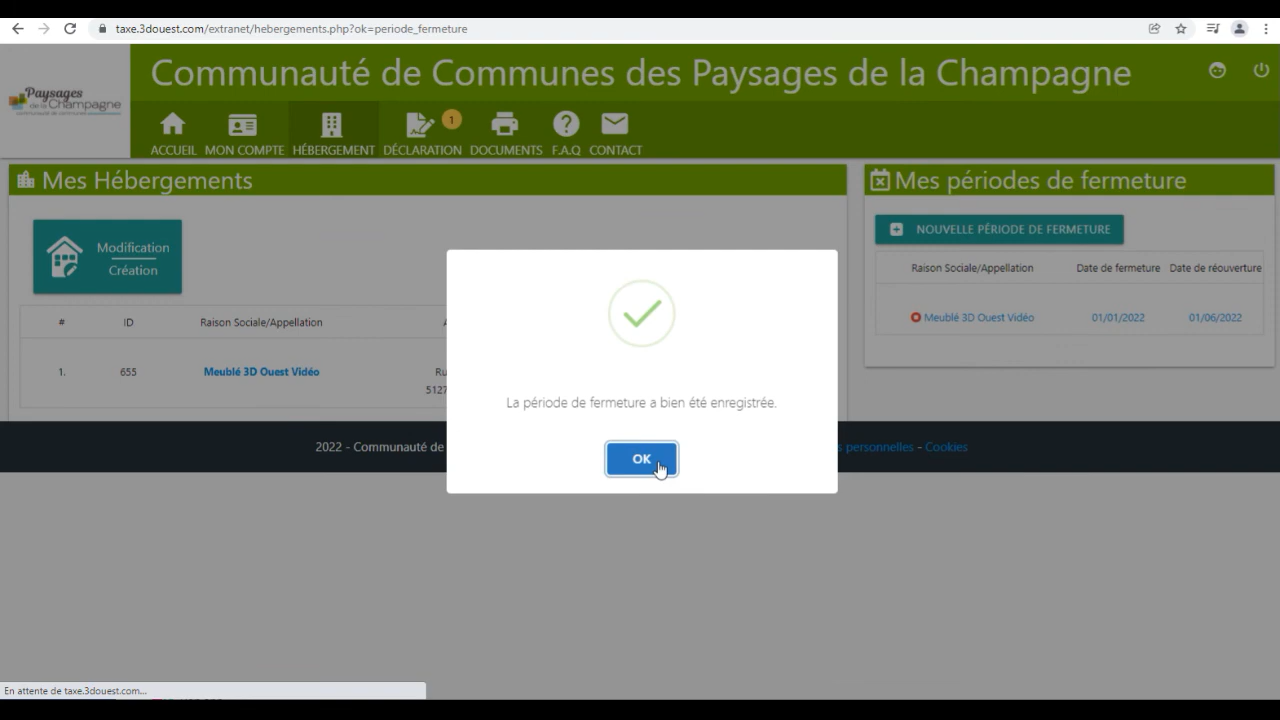 taxe.3douest.com/extranet/hebergements.php?ok=periode_fermeture
Paysages
de la Champagne
Communauté de Communes des Paysages de la Champagne
1
ACCUEIL MON COMPTE HÉBERGEMENT DÉCLARATION DOCUMENTS F.A.Q CONTACT
Mes Hébergements
Modification
Création
# ID Raison Sociale/Appellation A
1. 655 Meublé 3D Ouest Vidéo Ru
5127
Mes périodes de fermeture
NOUVELLE PÉRIODE DE FERMETURE
Raison Sociale/Appellation Date de fermeture Date de réouverture
Meublé 3D Ouest Vidéo 01/01/2022 01/06/2022
La période de fermeture a bien été enregistrée.
OK
2022 - Communauté de s personnelles - Cookies
En attente de taxe.3douest.com...